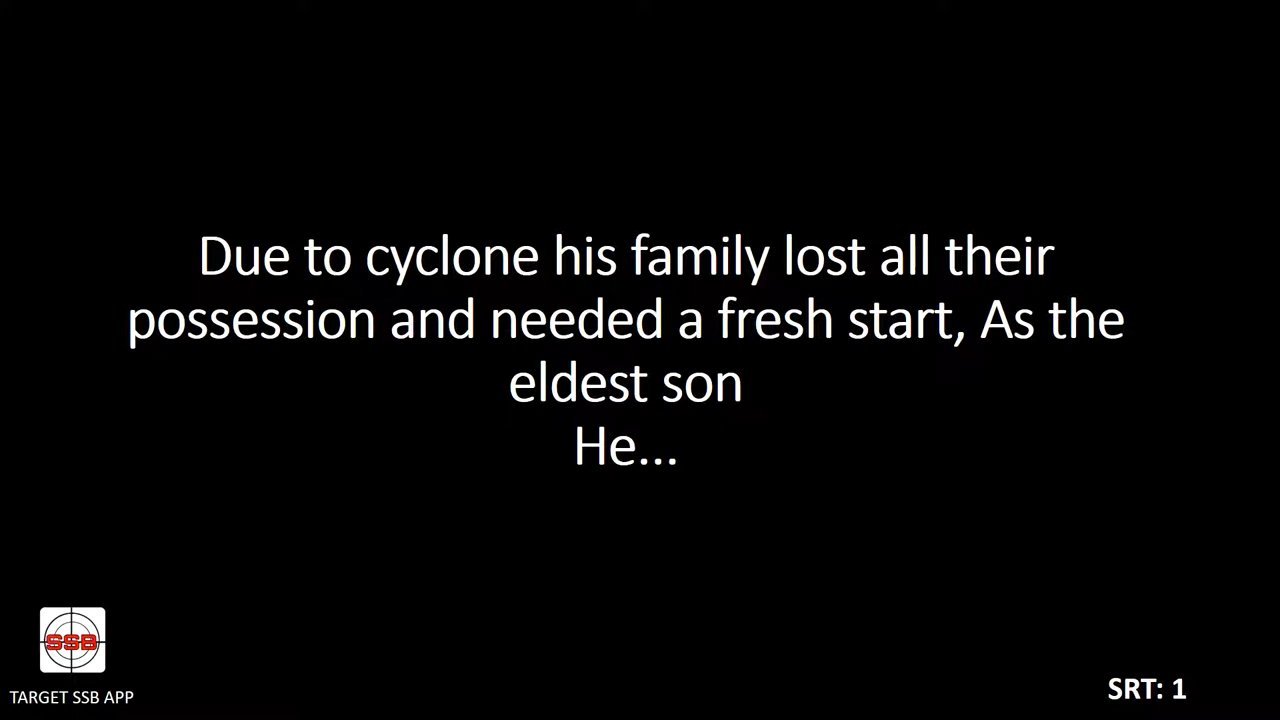 Due to cyclone his family lost all their
possession and needed a fresh start, As the
eldest son
He...
SSB
TARGET SSB APP
SRT: 1